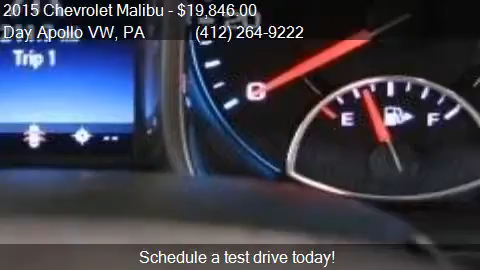 2015 Chevrolet Malibu - $19,846.00
Day Apollo VW, PA (412) 264-9222
Trip 1
E F
Schedule a test drive today!